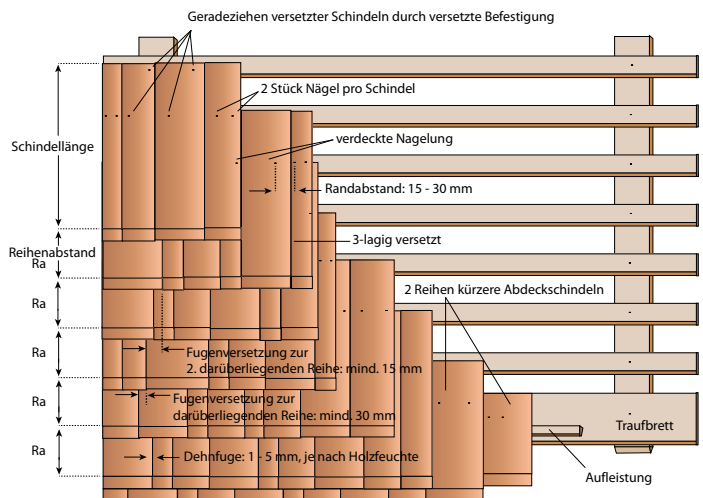 Geradeziehen versetzter Schindeln durch versetzte Befestigung
2 Stück Nägel pro Schindel
verdeckte Nagelung
Schindellänge
Randabstand: 15 - 30 mm
3-lagig versetzt
Reihenabstand
Ra
2 Reihen kürzere Abdeckschindeln
Ra
Fugenversetzung zur
2. darüberliegenden Reihe: mind. 15 mm
Ra
Fugenversetzung zur
darüberliegenden Reihe: mind. 30 mm
Ra
Traufbrett
Ra
Dehnfuge: 1 - 5 mm, je nach Holzfeuchte
Aufleistung